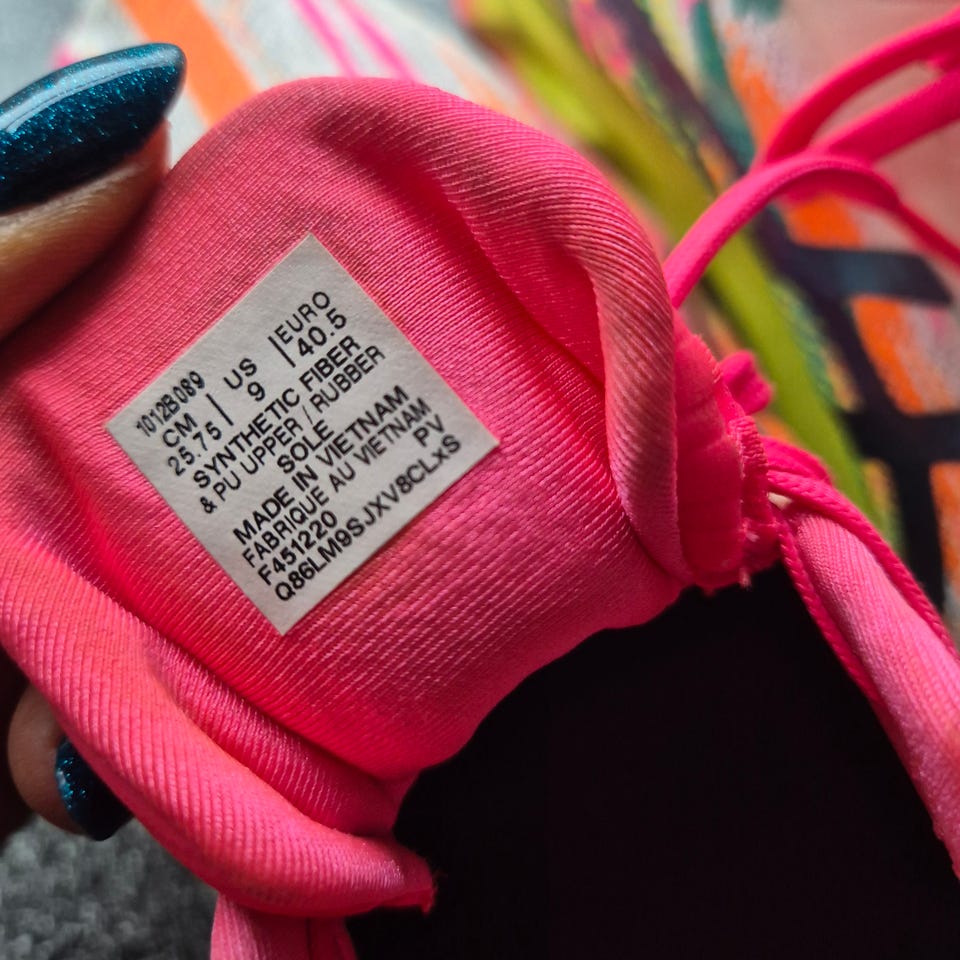 1012B089
CM | US | EURO
25.75 | 9 | 40.5
SYNTHETIC FIBER
& PU UPPER / RUBBER
SOLE
MADE IN VIETNAM
FABRIQUE AU VIETNAM
F451220 PV
Q86LM9SJXV8CLxS